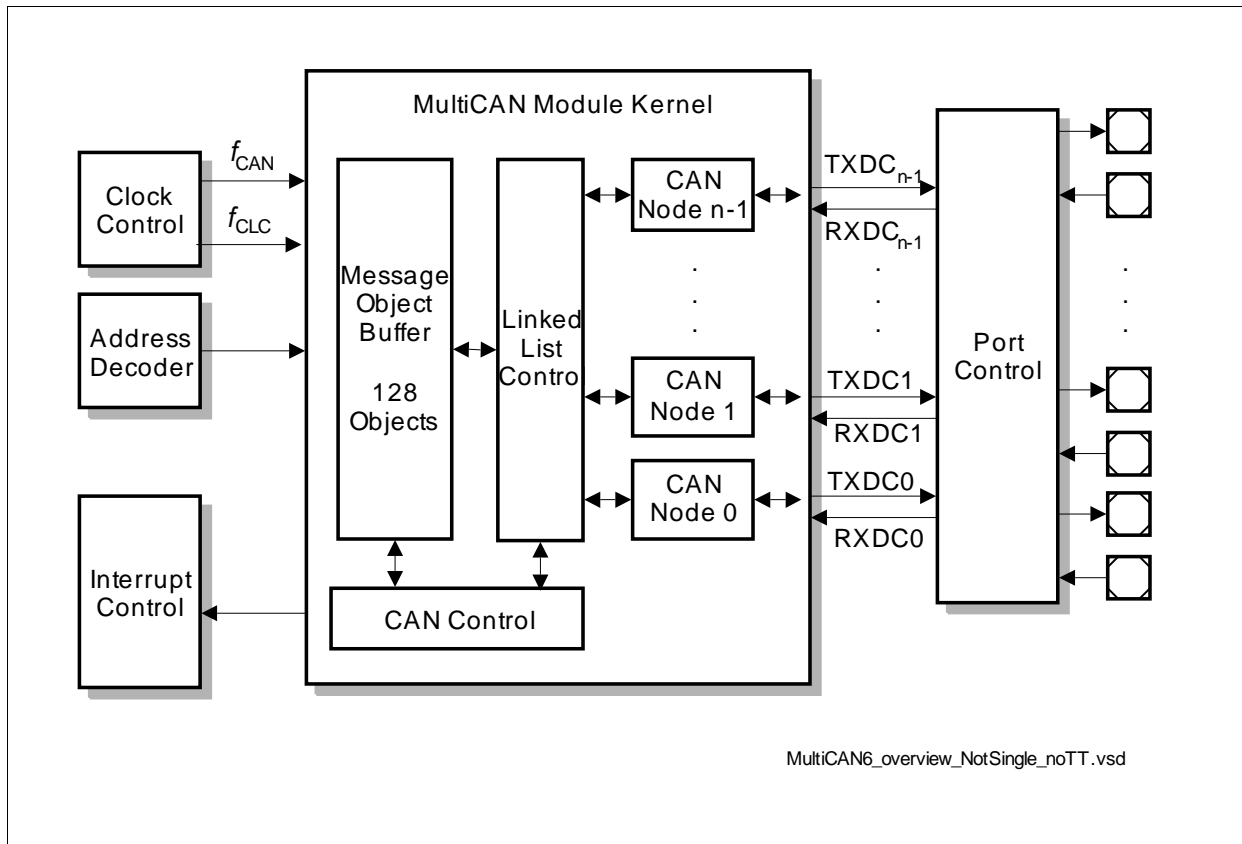 MultiCAN Module Kernel
Clock
Control
fCAN
fCLC
Address
Decoder
Interrupt
Control
Message
Object
Buffer
128
Objects
Linked
List
Contro
CAN Control
CAN
Node n-1
CAN
Node 1
CAN
Node 0
TXDCn-1
RXDCn-1
TXDC1
RXDC1
TXDC0
RXDC0
Port
Control
MultiCAN6_overview_NotSingle_noTT.vsd